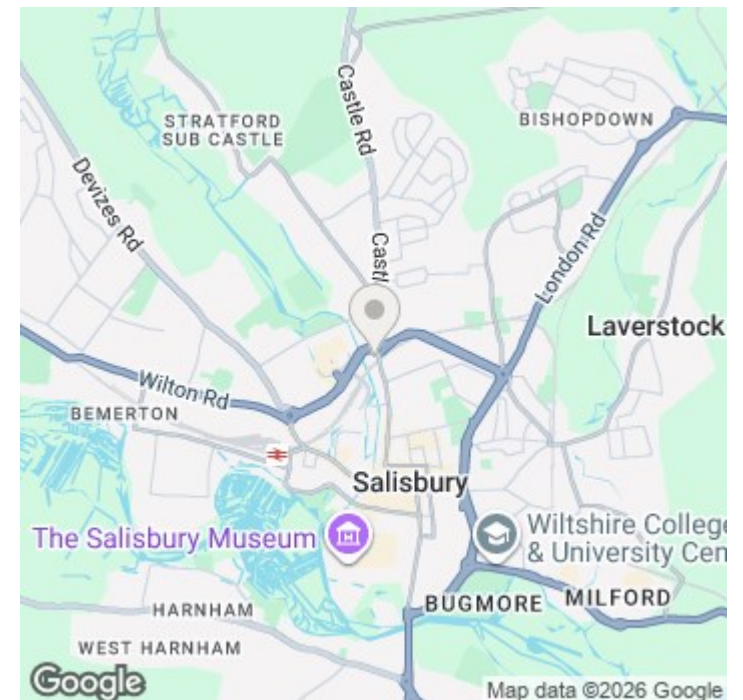 STRATFORD
SUB CASTLE
Castle Rd
BISHOPDOWN
Devizes Rd
Castl
London Rd
Laverstock
Wilton Rd
BEMERTON
Salisbury
The Salisbury Museum
Wiltshire College
& University Cen
HARNHAM
BUGMORE
MILFORD
WEST HARNHAM
Google
Map data ©2026 Google